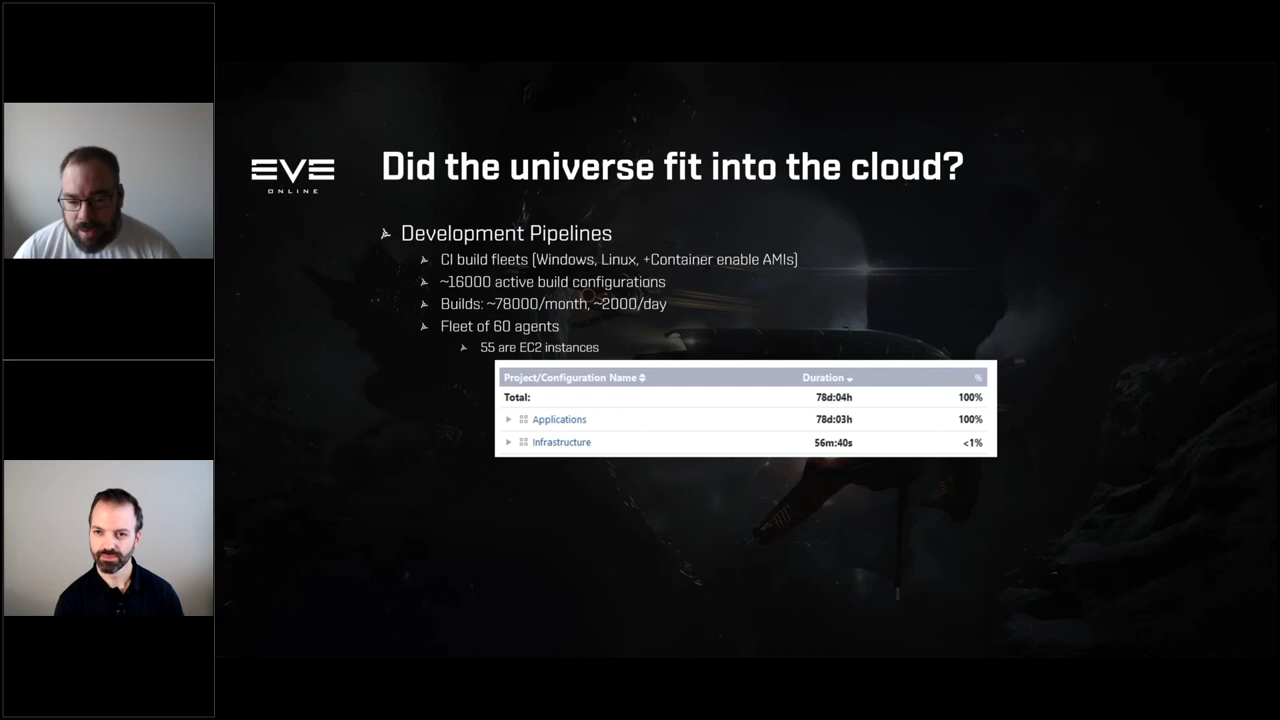 EVE
ONLINE
Did the universe fit into the cloud?
Development Pipelines
CI build fleets (Windows, Linux, +Container enable AMIs)
~16000 active build configurations
Builds: ~78000/month, ~2000/day
Fleet of 60 agents
55 are EC2 instances
Project/Configuration Name Duration %
Total: 78d:04h 100%
Applications 78d:03h 100%
Infrastructure 56m:40s <1%